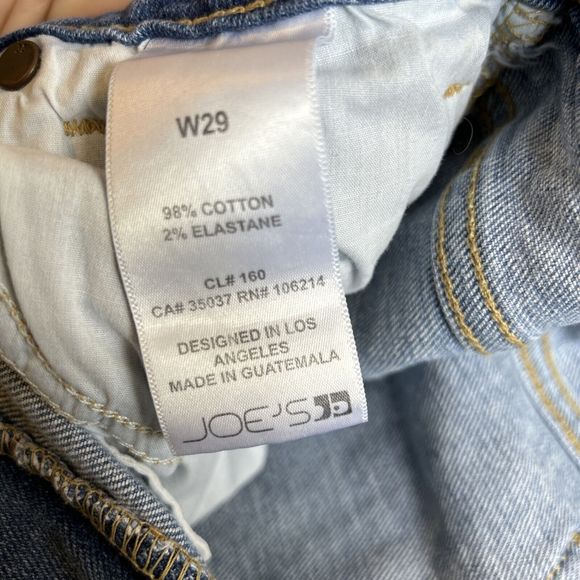 W29
98% COTTON
2% ELASTANE
CL# 160
CA# 35037 RN# 106214
DESIGNED IN LOS
ANGELES
MADE IN GUATEMALA
JOE'S